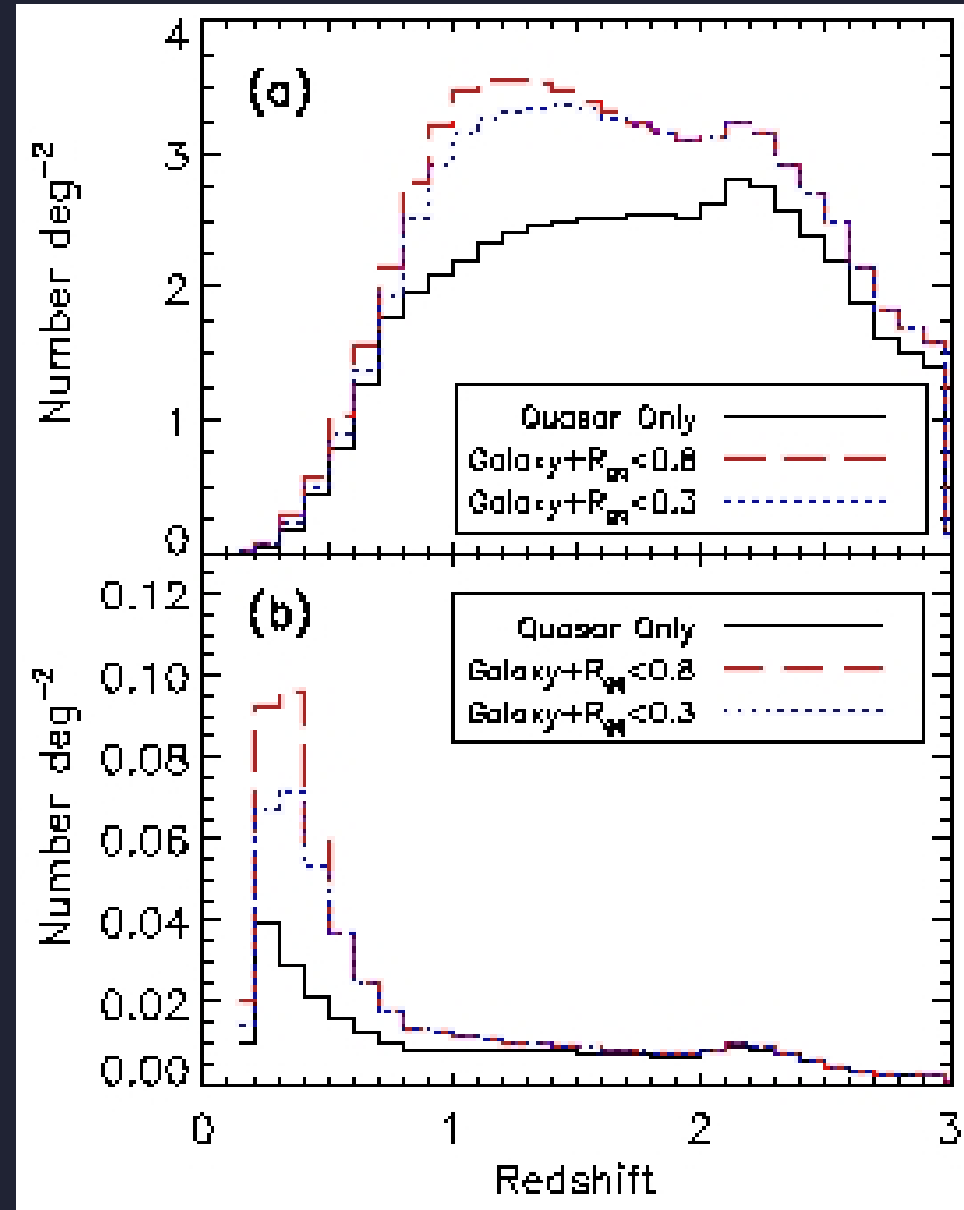 4
(a)
3
2
1
0
Number deg⁻²
Quasar Only
Galaxy+R<0.8
Galaxy+R<0.3
0.12
(b)
0.10
0.08
0.06
0.04
0.02
0.00
Number deg⁻²
Quasar Only
Galaxy+R<0.8
Galaxy+R<0.3
0 1 2 3
Redshift